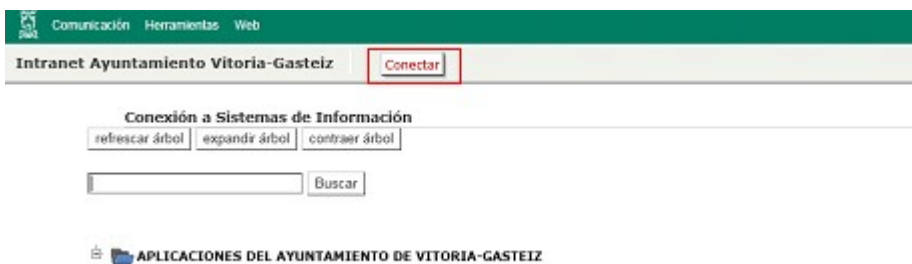 Comunicación Herramientas Web
Intranet Ayuntamiento Vitoria-Gasteiz Conectar
Conexión a Sistemas de Información
refrescar árbol expandir árbol contraer árbol
Buscar
APLICACIONES DEL AYUNTAMIENTO DE VITORIA-GASTEIZ